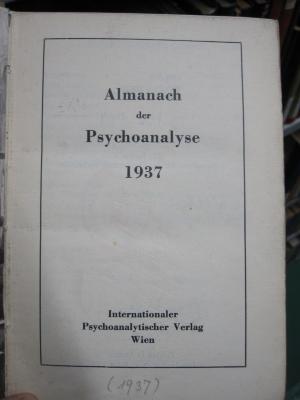 Almanach
der
Psychoanalyse
1937
Internationaler
Psychoanalytischer Verlag
Wien
(1937)